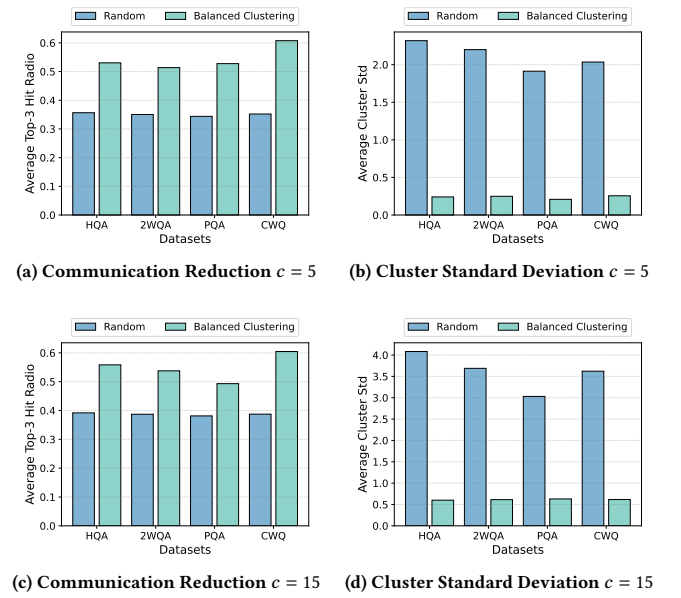 Random Balanced Clustering
Average Top-3 Hit Radio
0.6
0.5
0.4
0.3
0.2
0.1
0.0
HQA 2WQA PQA CWQ
Datasets
(a) Communication Reduction c = 5
Random Balanced Clustering
Average Cluster Std
2.0
1.5
1.0
0.5
0.0
HQA 2WQA PQA CWQ
Datasets
(b) Cluster Standard Deviation c = 5
Random Balanced Clustering
Average Top-3 Hit Radio
0.6
0.5
0.4
0.3
0.2
0.1
0.0
HQA 2WQA PQA CWQ
Datasets
(c) Communication Reduction c = 15
Random Balanced Clustering
Average Cluster Std
4.0
3.5
3.0
2.5
2.0
1.5
1.0
0.5
0.0
HQA 2WQA PQA CWQ
Datasets
(d) Cluster Standard Deviation c = 15